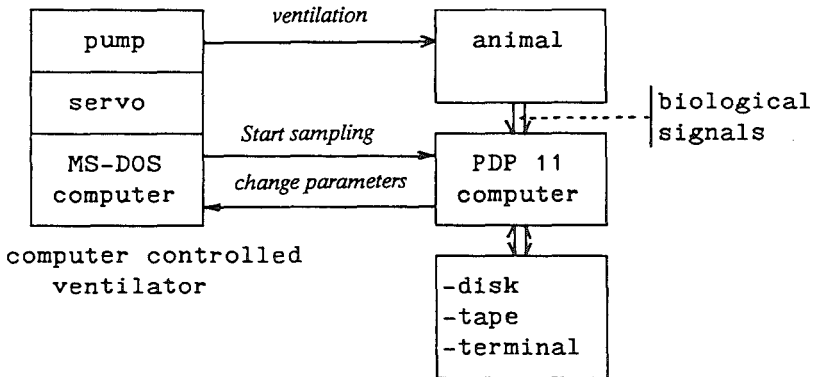 ventilation
pump
animal
servo
biological
signals
Start sampling
MS-DOS
computer
PDP 11
computer
change parameters
computer controlled
ventilator
-disk
-tape
-terminal